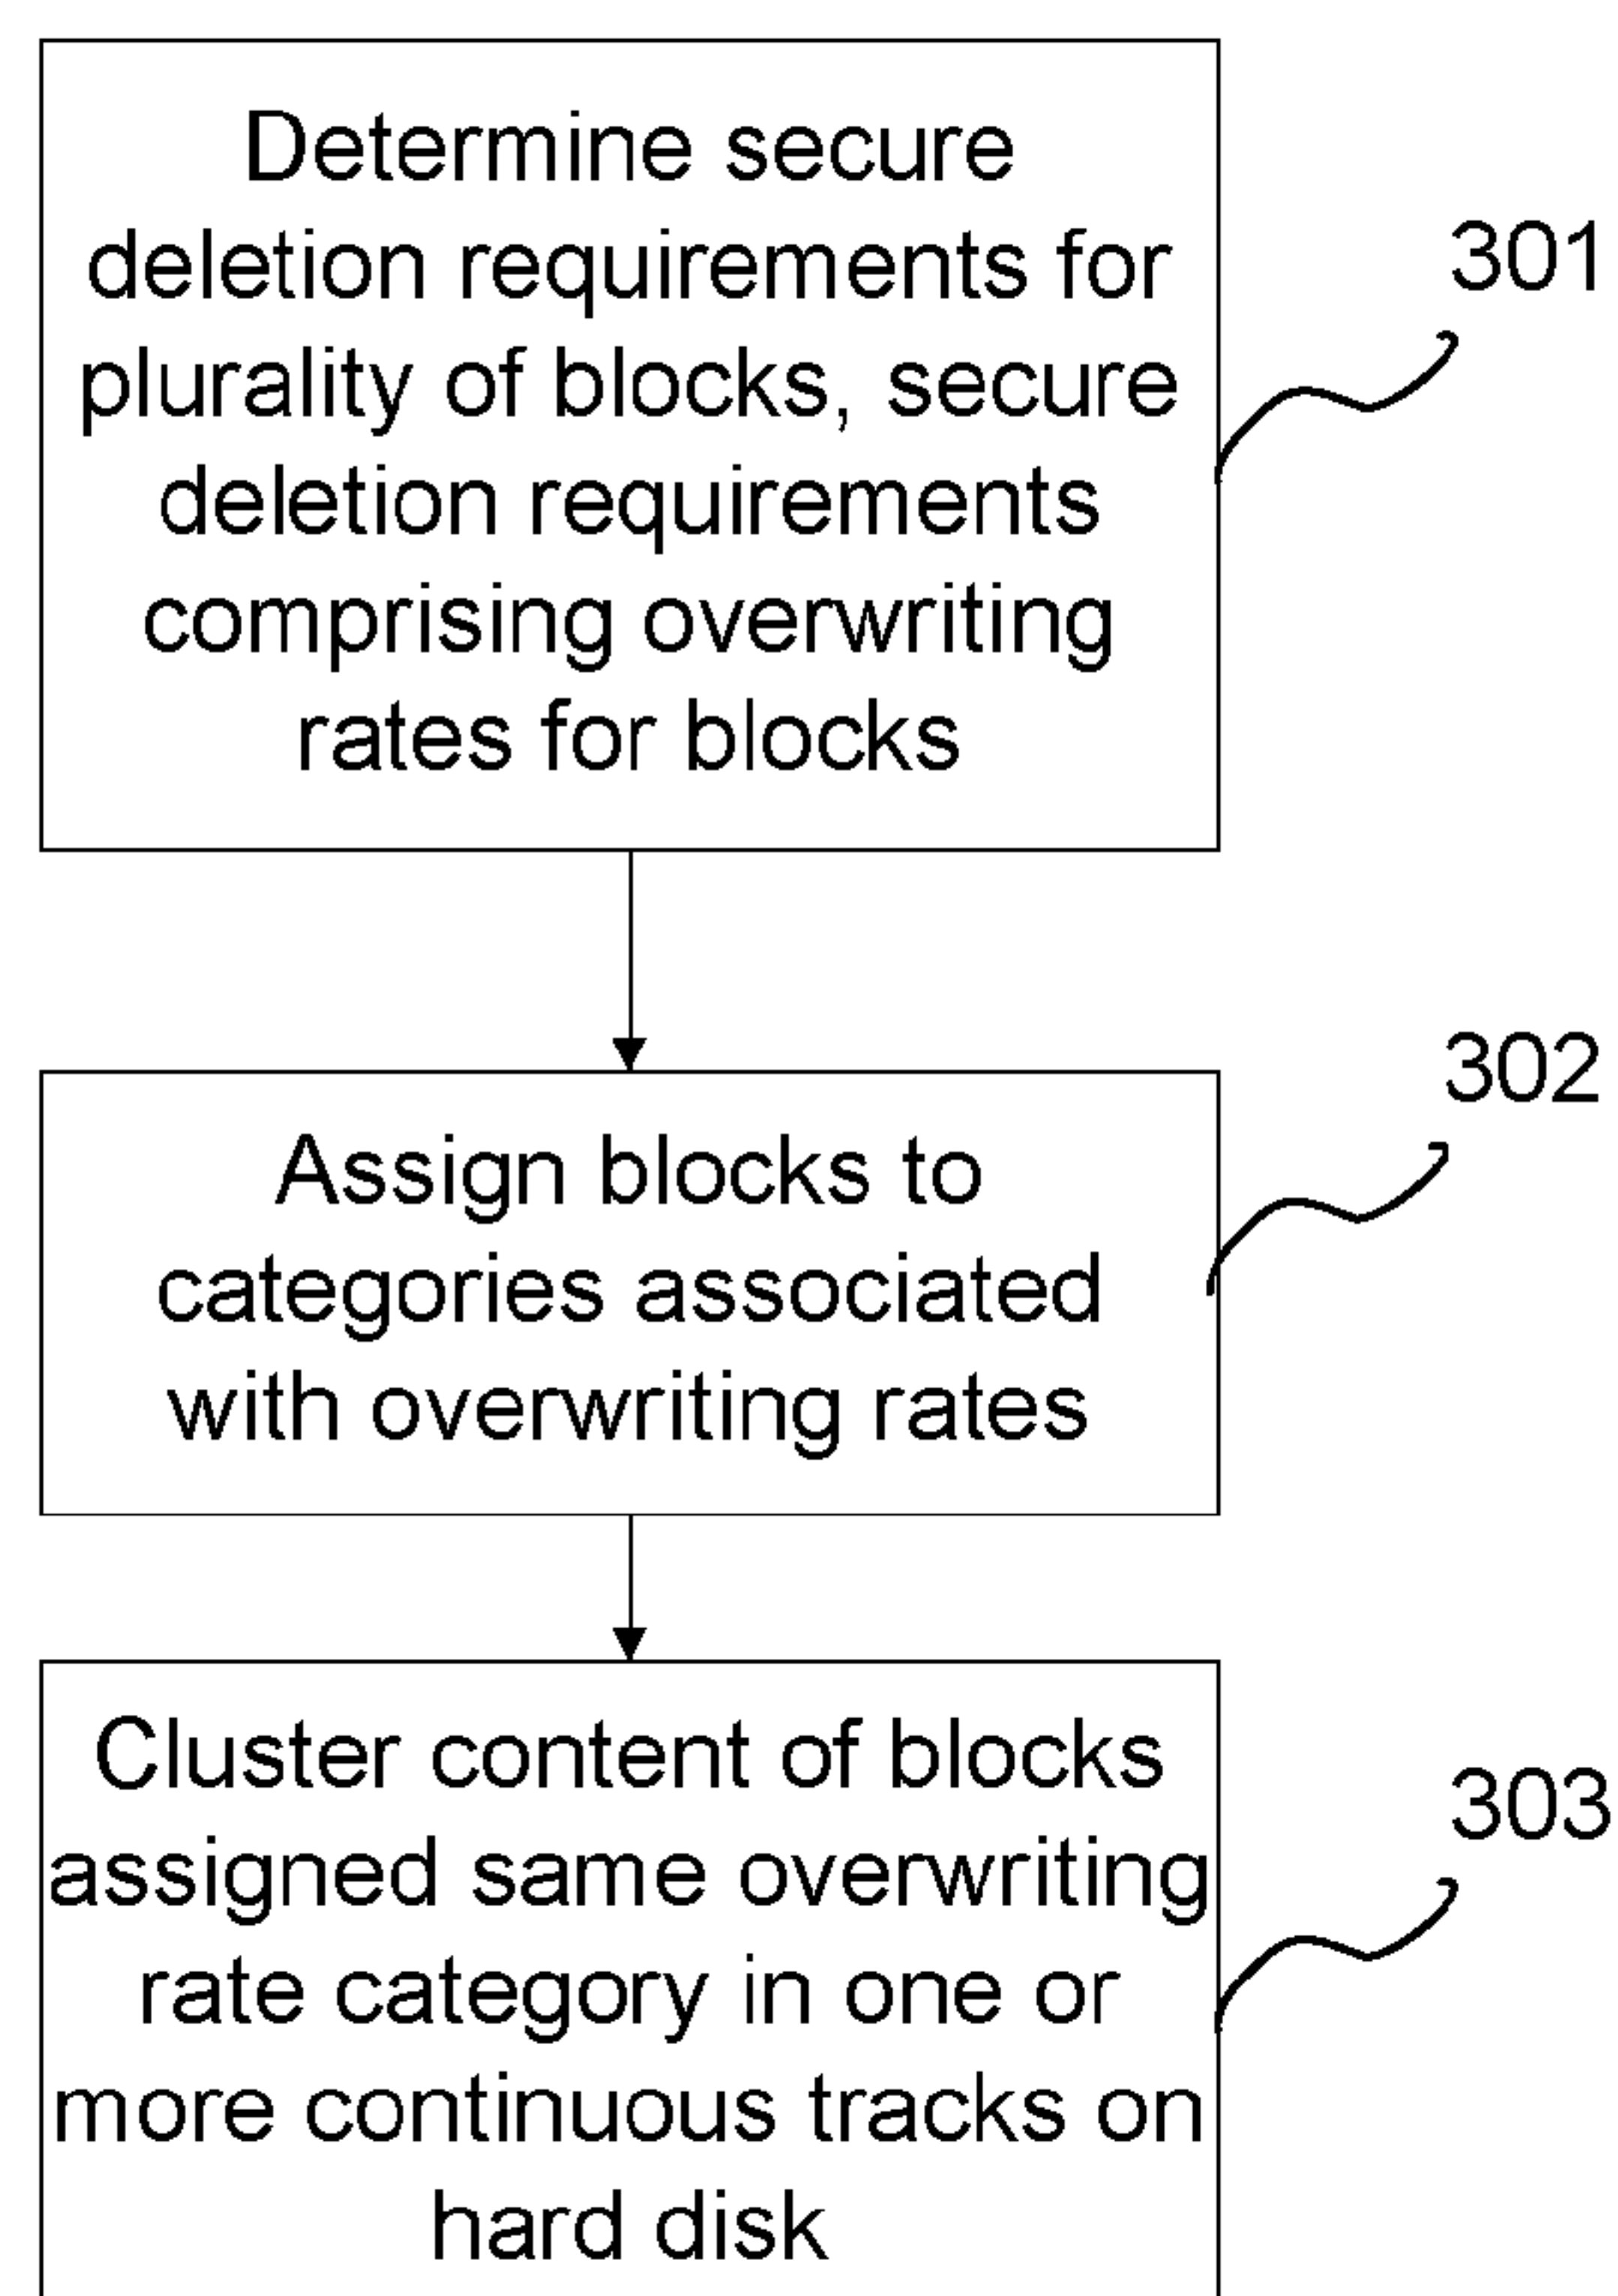 Determine secure
deletion requirements for
301
plurality of blocks, secure
deletion requirements
comprising overwriting
rates for blocks
302
Assign blocks to
categories associated
with overwriting rates
Cluster content of blocks
303
assigned same overwriting
rate category in one or
more continuous tracks on
hard disk